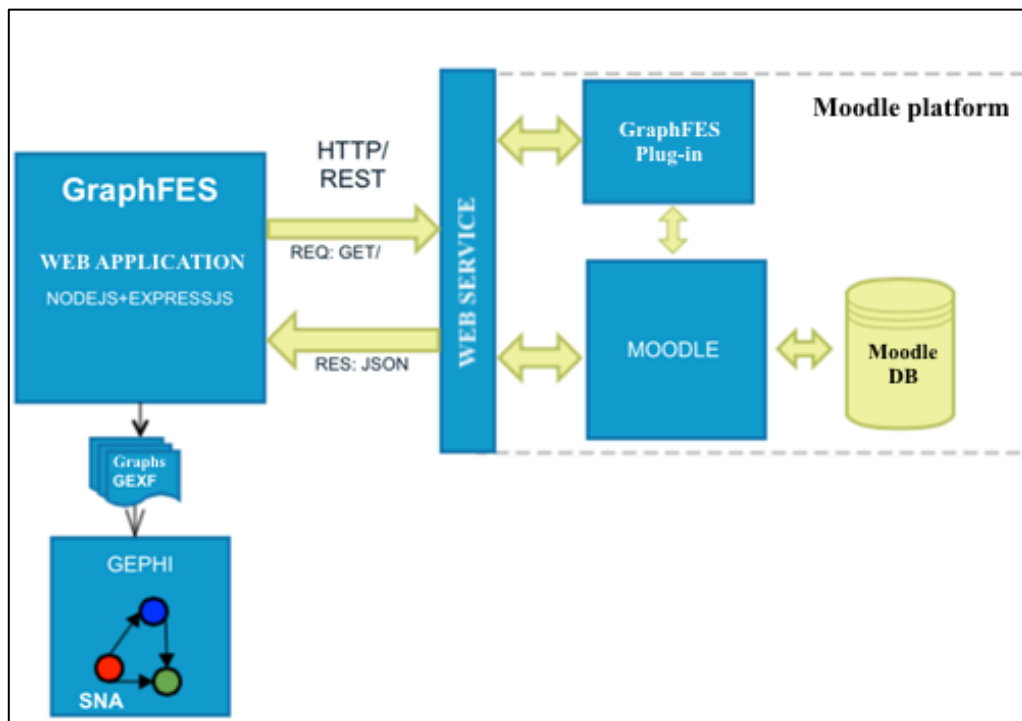 Moodle platform
GraphFES
Plug-in
HTTP/
REST
GraphFES
WEB APPLICATION
NODEJS+EXPRESSJS
REQ: GET/
RES: JSON
WEB SERVICE
MOODLE
Moodle
DB
Graphs
GEXF
GEPHI
SNA